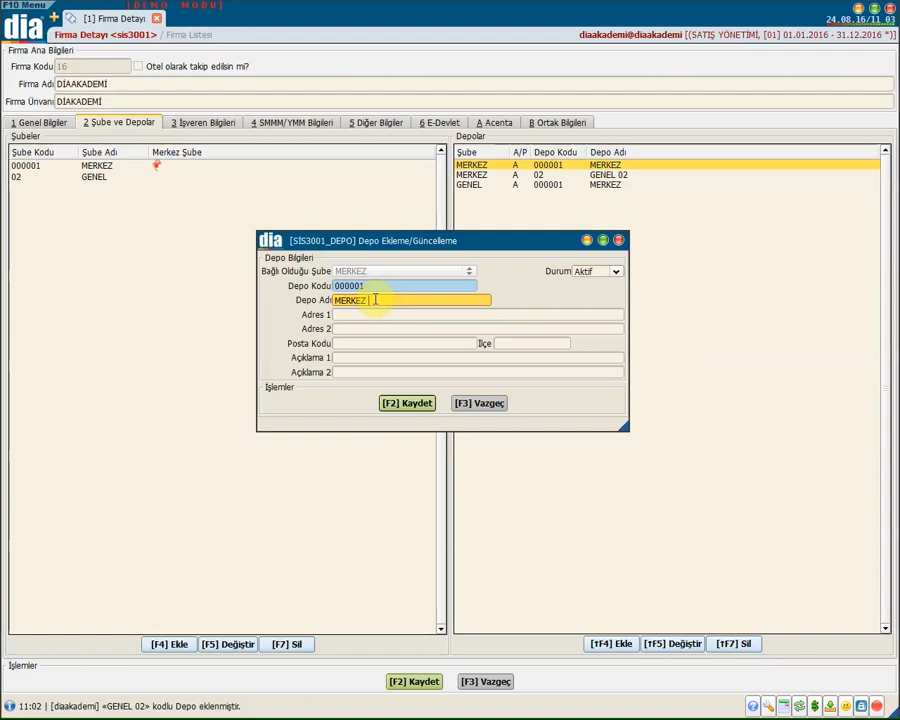 F10 Menu [DEMO MODU]
dia
[1] Firma Detayı
24.08.16/11 03
Firma Detayı <sis3001> / Firma Listesi
diaakademi@diaakademi [(SATIŞ YÖNETİMİ, [01] 01.01.2016 - 31.12.2016 *)]
Firma Ana Bilgileri
Firma Kodu 16 Otel olarak takip edilsin mi?
Firma Adı DİAAKADEMİ
Firma Ünvanı DİAKADEMİ
1 Genel Bilgiler 2 Şube ve Depolar 3 İşveren Bilgileri 4 SMMM/YMM Bilgileri 5 Diğer Bilgiler 6 E-Devlet A Acenta B Ortak Bilgileri
Şubeler
Şube Kodu Şube Adı Merkez Şube
000001 MERKEZ
02 GENEL
Depolar
Şube A/P Depo Kodu Depo Adı
MERKEZ A 000001 MERKEZ
MERKEZ A 02 GENEL 02
GENEL A 000001 MERKEZ
dia [SİS3001_DEPO] Depo Ekleme/Güncelleme
Depo Bilgileri
Bağlı Olduğu Şube MERKEZ Durum Aktif
Depo Kodu 000001
Depo Adı MERKEZ
Adres 1
Adres 2
Posta Kodu İlçe
Açıklama 1
Açıklama 2
İşlemler
[F2] Kaydet [F3] Vazgeç
[F4] Ekle [F5] Değiştir [F7] Sil
[↑F4] Ekle [↑F5] Değiştir [↑F7] Sil
İşlemler
[F2] Kaydet [F3] Vazgeç
11:02 | [diaakademi] «GENEL 02» kodlu Depo eklenmiştir.